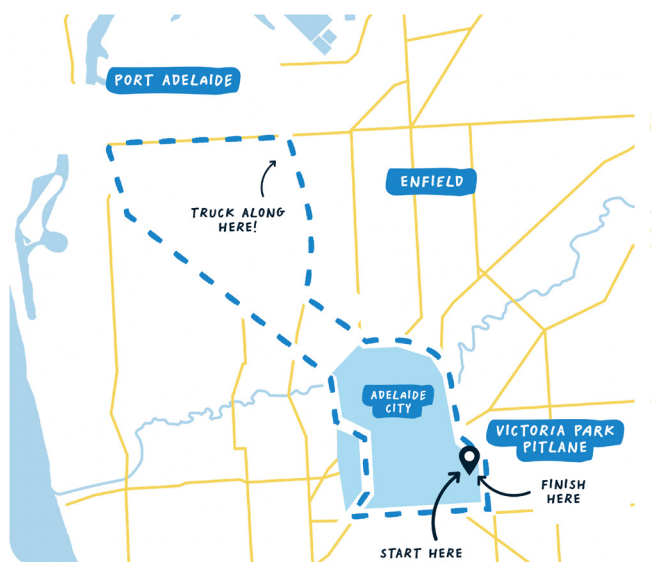 PORT ADELAIDE
ENFIELD
TRUCK ALONG
HERE!
ADELAIDE
CITY
VICTORIA PARK
PITLANE
FINISH
HERE
START HERE